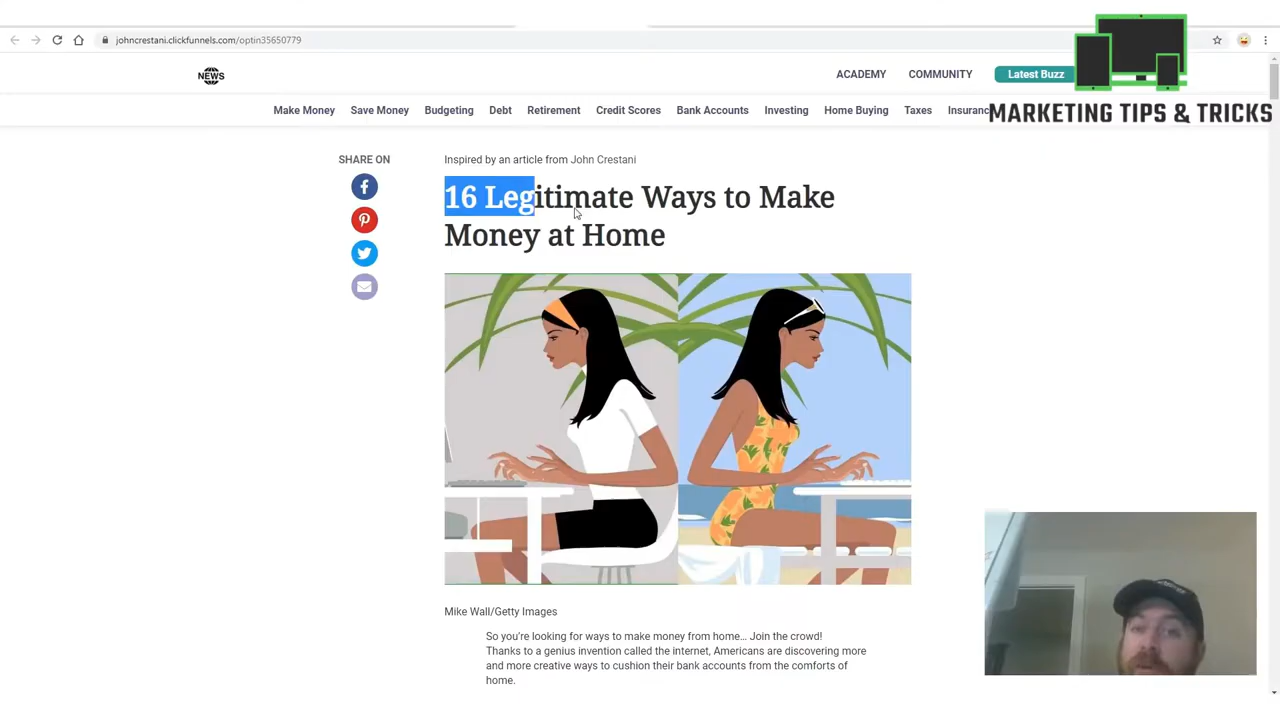 johncrestani.clickfunnels.com/optin35650779
NEWS
ACADEMY COMMUNITY Latest Buzz
Make Money Save Money Budgeting Debt Retirement Credit Scores Bank Accounts Investing Home Buying Taxes Insuranc
MARKETING TIPS & TRICKS
SHARE ON
Inspired by an article from John Crestani
16 Legitimate Ways to Make
Money at Home
Mike Wall/Getty Images
So you're looking for ways to make money from home... Join the crowd!
Thanks to a genius invention called the internet, Americans are discovering more
and more creative ways to cushion their bank accounts from the comforts of
home.